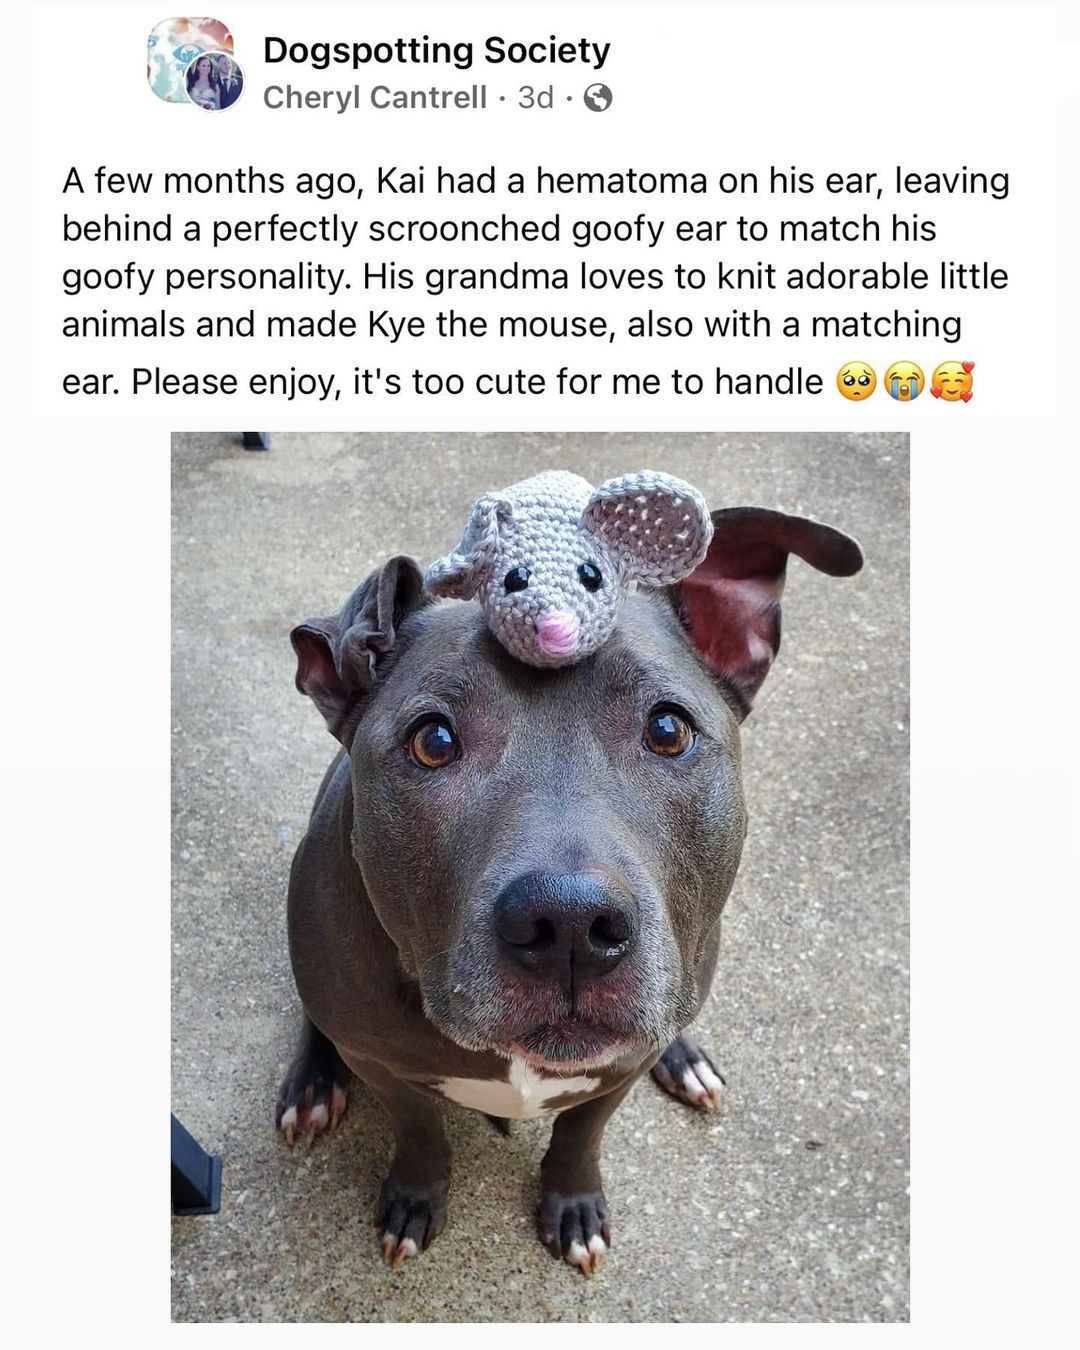 Dogspotting Society
Cheryl Cantrell · 3d ·
A few months ago, Kai had a hematoma on his ear, leaving
behind a perfectly scroonched goofy ear to match his
goofy personality. His grandma loves to knit adorable little
animals and made Kye the mouse, also with a matching
ear. Please enjoy, it's too cute for me to handle 🥺😭🥰